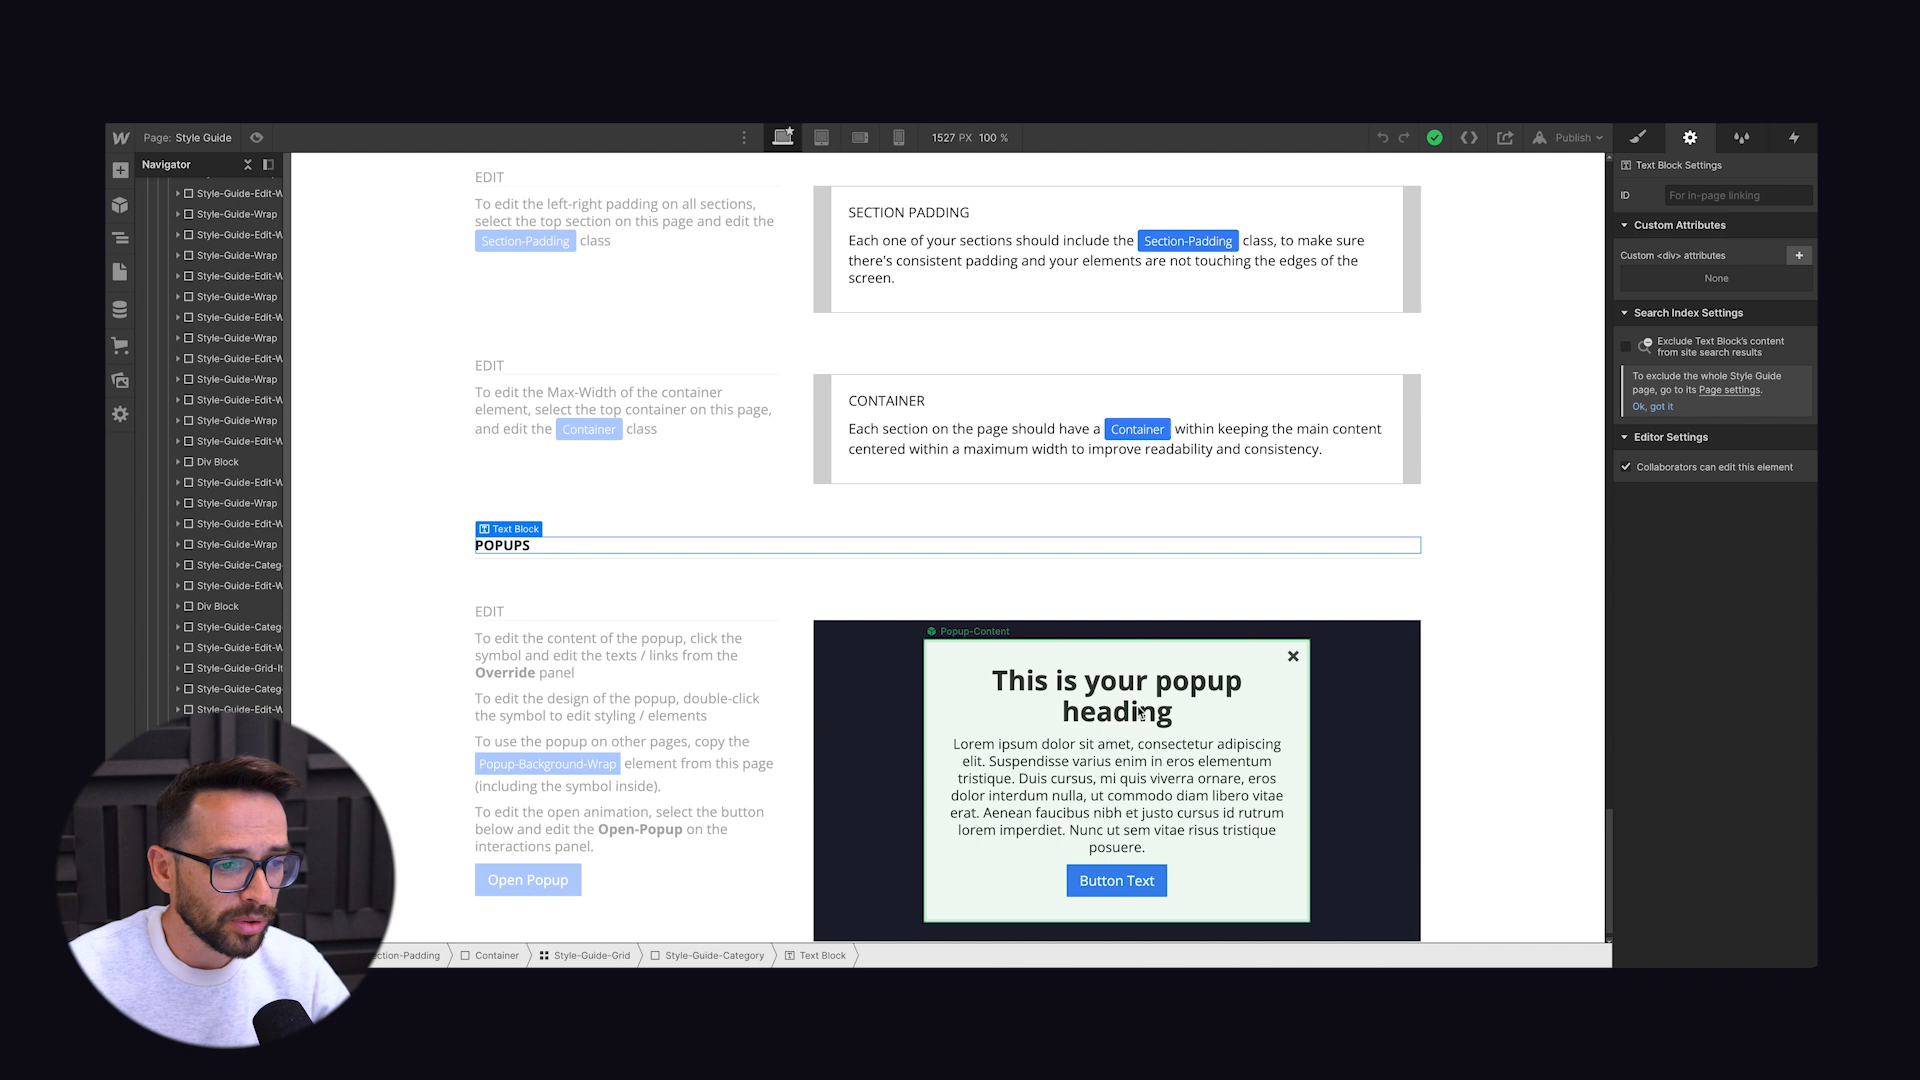 Page: Style Guide
1527 PX 100 %
Publish
Navigator
Style-Guide-Edit-W
Style-Guide-Wrap
Style-Guide-Edit-W
Style-Guide-Wrap
Style-Guide-Edit-W
Style-Guide-Wrap
Style-Guide-Edit-W
Style-Guide-Wrap
Style-Guide-Edit-W
Style-Guide-Wrap
Style-Guide-Edit-W
Style-Guide-Wrap
Style-Guide-Edit-W
Div Block
Style-Guide-Edit-W
Style-Guide-Wrap
Style-Guide-Edit-W
Style-Guide-Wrap
Style-Guide-Categ
Style-Guide-Edit-W
Div Block
Style-Guide-Categ
Style-Guide-Edit-W
Style-Guide-Grid-It
Style-Guide-Categ
Style-Guide-Edit-W
EDIT
To edit the left-right padding on all sections,
select the top section on this page and edit the
Section-Padding class
SECTION PADDING
Each one of your sections should include the Section-Padding class, to make sure
there's consistent padding and your elements are not touching the edges of the
screen.
EDIT
To edit the Max-Width of the container
element, select the top container on this page,
and edit the Container class
CONTAINER
Each section on the page should have a Container within keeping the main content
centered within a maximum width to improve readability and consistency.
Text Block
POPUPS
EDIT
To edit the content of the popup, click the
symbol and edit the texts / links from the
Override panel
To edit the design of the popup, double-click
the symbol to edit styling / elements
To use the popup on other pages, copy the
Popup-Background-Wrap element from this page
(including the symbol inside).
To edit the open animation, select the button
below and edit the Open-Popup on the
interactions panel.
Open Popup
Popup-Content
This is your popup
heading
Lorem ipsum dolor sit amet, consectetur adipiscing
elit. Suspendisse varius enim in eros elementum
tristique. Duis cursus, mi quis viverra ornare, eros
dolor interdum nulla, ut commodo diam libero vitae
erat. Aenean faucibus nibh et justo cursus id rutrum
lorem imperdiet. Nunc ut sem vitae risus tristique
posuere.
Button Text
ction-Padding
Container
Style-Guide-Grid
Style-Guide-Category
Text Block
Text Block Settings
ID
For in-page linking
Custom Attributes
Custom <div> attributes
None
Search Index Settings
Exclude Text Block's content
from site search results
To exclude the whole Style Guide
page, go to its Page settings.
Ok, got it
Editor Settings
Collaborators can edit this element